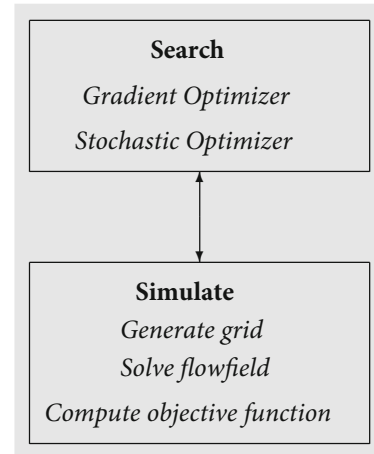 Search
Gradient Optimizer
Stochastic Optimizer
Simulate
Generate grid
Solve flowfield
Compute objective function